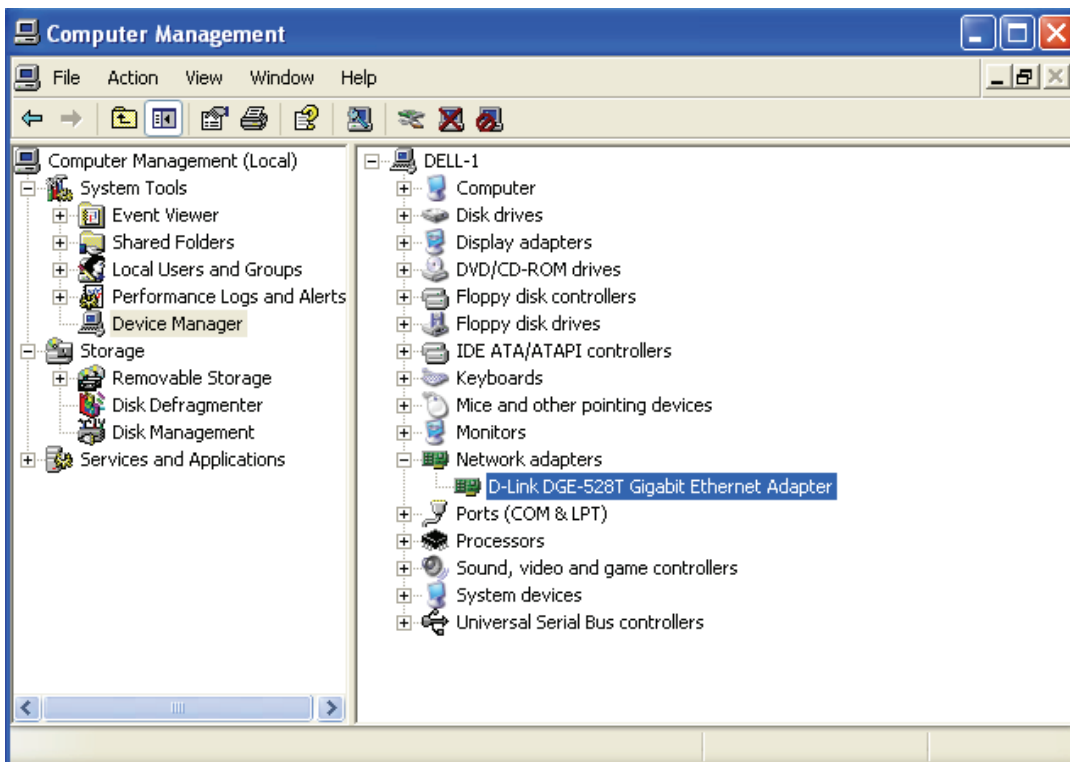 Computer Management
File Action View Window Help
Computer Management (Local)
System Tools
Event Viewer
Shared Folders
Local Users and Groups
Performance Logs and Alerts
Device Manager
Storage
Removable Storage
Disk Defragmenter
Disk Management
Services and Applications
DELL-1
Computer
Disk drives
Display adapters
DVD/CD-ROM drives
Floppy disk controllers
Floppy disk drives
IDE ATA/ATAPI controllers
Keyboards
Mice and other pointing devices
Monitors
Network adapters
D-Link DGE-528T Gigabit Ethernet Adapter
Ports (COM & LPT)
Processors
Sound, video and game controllers
System devices
Universal Serial Bus controllers